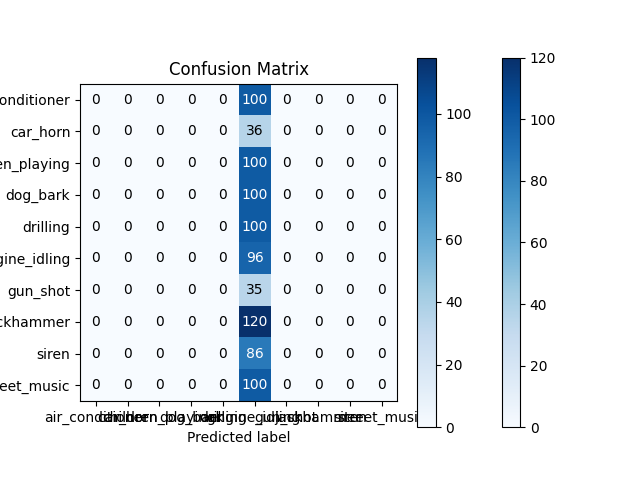 Confusion Matrix
onditioner 0 0 0 0 0 100 0 0 0 0
car_horn 0 0 0 0 0 36 0 0 0 0
en_playing 0 0 0 0 0 100 0 0 0 0
dog_bark 0 0 0 0 0 100 0 0 0 0
drilling 0 0 0 0 0 100 0 0 0 0
gine_idling 0 0 0 0 0 96 0 0 0 0
gun_shot 0 0 0 0 0 35 0 0 0 0
ckhammer 0 0 0 0 0 120 0 0 0 0
siren 0 0 0 0 0 86 0 0 0 0
eet_music 0 0 0 0 0 100 0 0 0 0
Predicted label
100
80
60
40
20
0
120
100
80
60
40
20
0